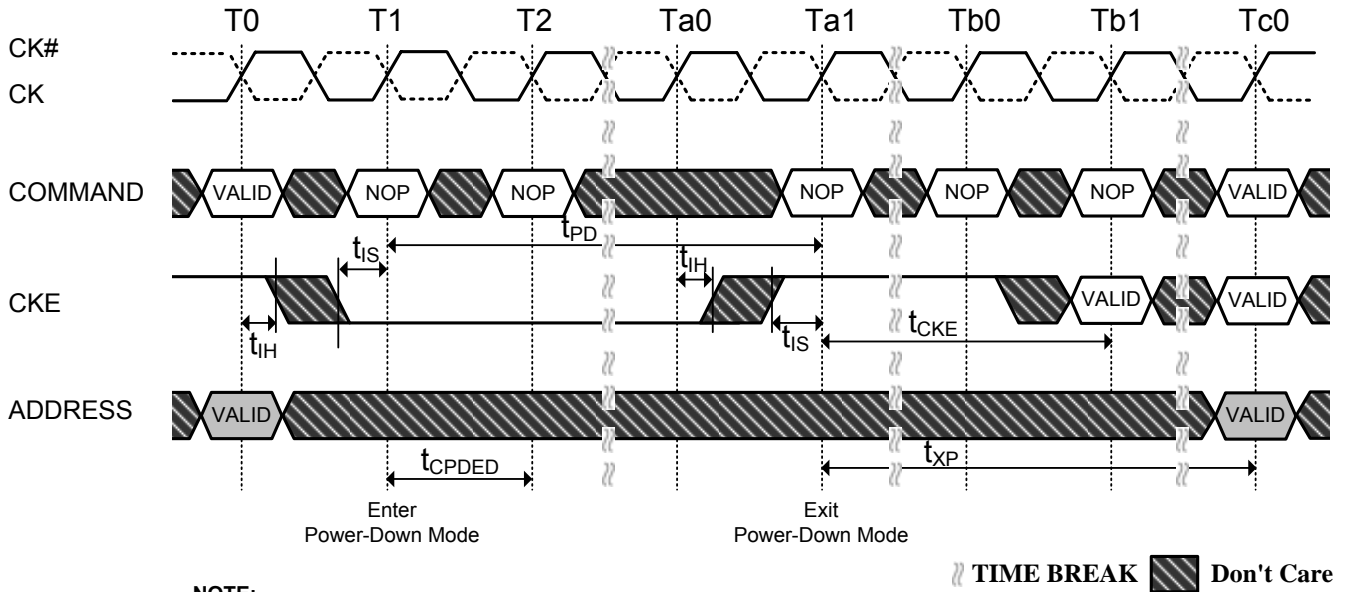 T0 T1 T2 Ta0 Ta1 Tb0 Tb1 Tc0
CK#
CK
COMMAND VALID NOP NOP NOP NOP NOP VALID
tPD
tIS tIH
CKE VALID VALID
tIH tIS tCKE
ADDRESS VALID VALID
tCPDED tXP
Enter
Power-Down Mode
Exit
Power-Down Mode
TIME BREAK Don't Care
NOTE: